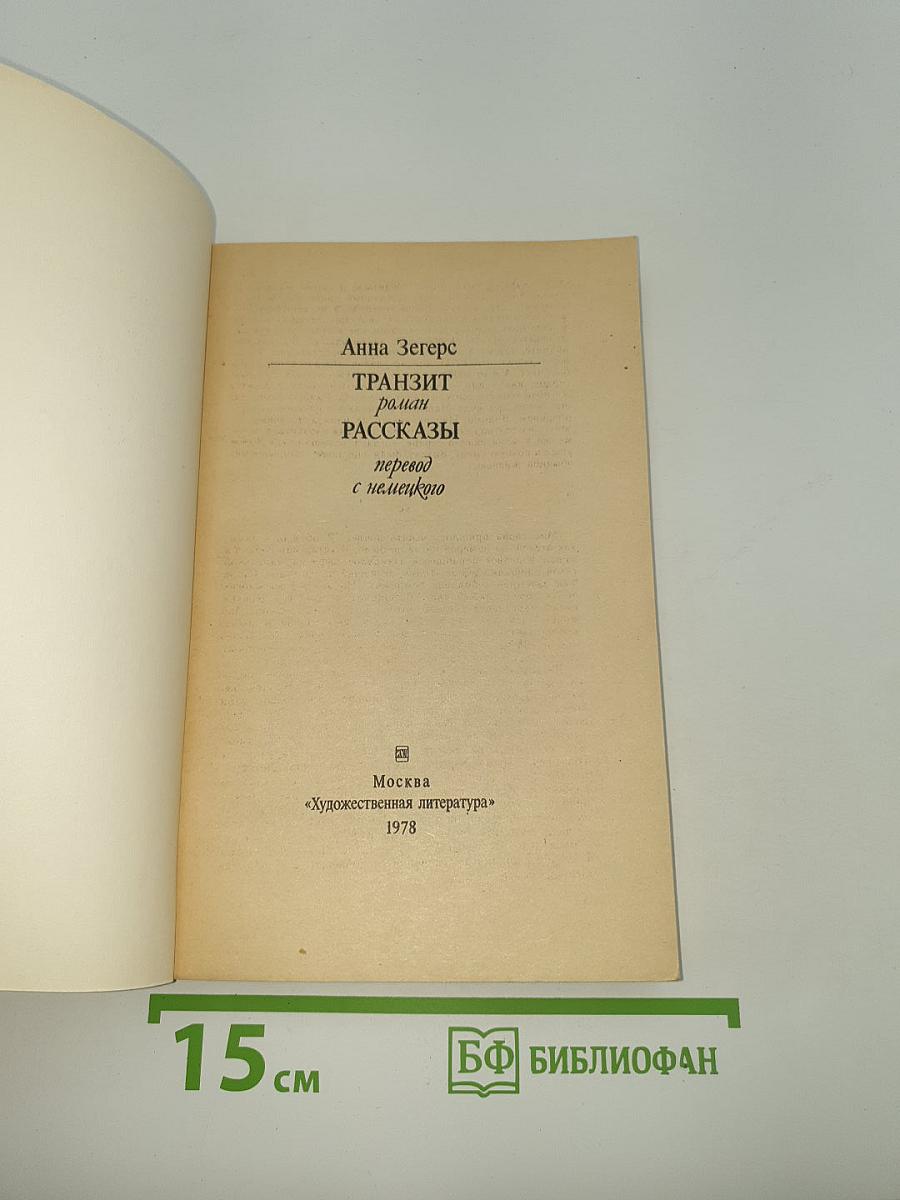 Анна Зегерс
ТРАНЗИТ
роман
РАССКАЗЫ
перевод
с немецкого
Москва
«Художественная литература»
1978
15 см
БФ БИБЛИОФАН